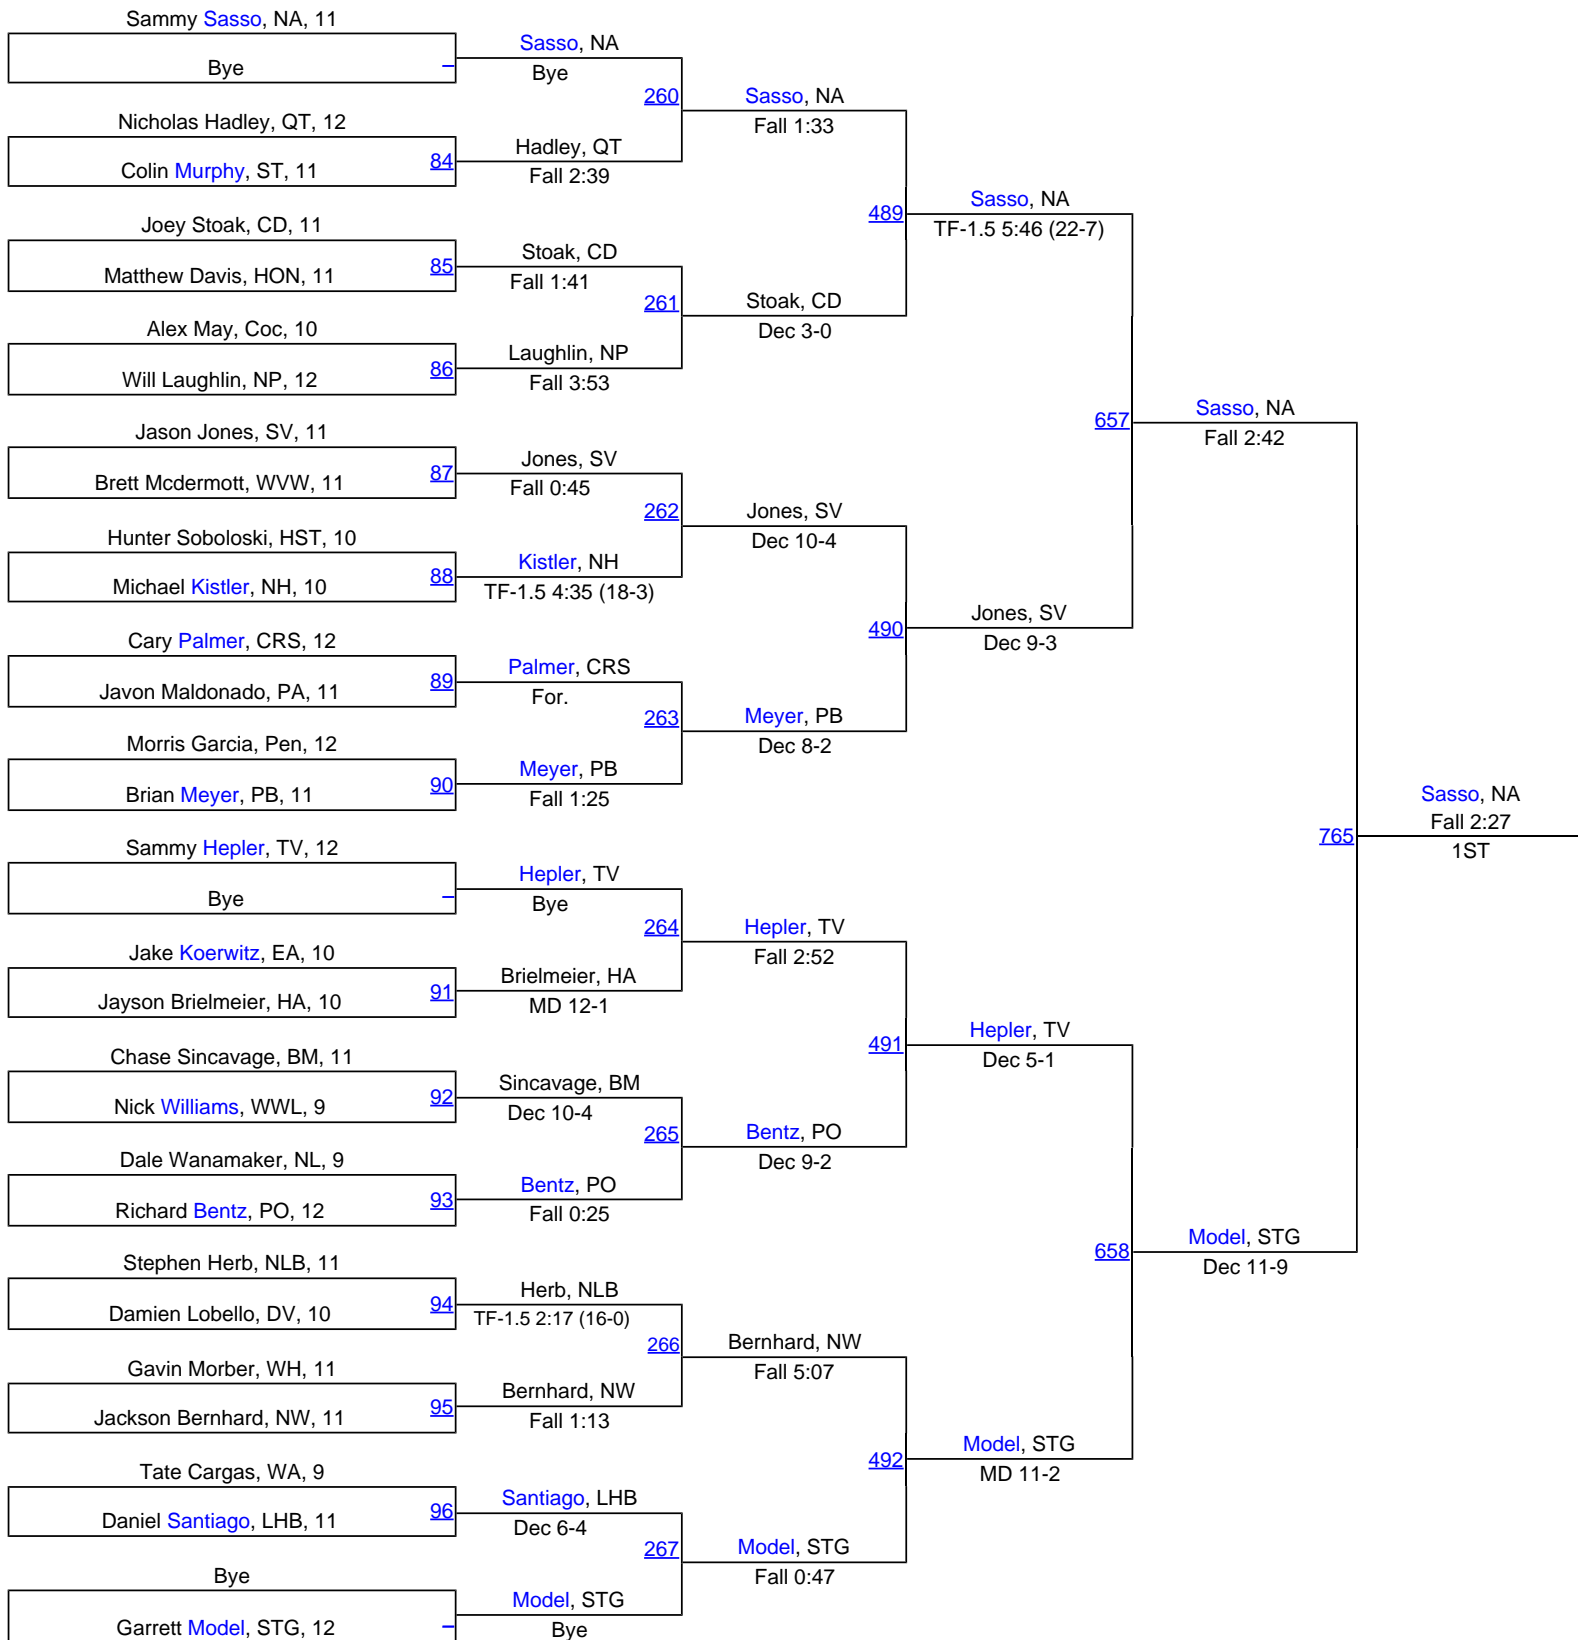 Sammy Sasso, NA, 11
Bye
–
Nicholas Hadley, QT, 12
Colin Murphy, ST, 11
84
Joey Stoak, CD, 11
Matthew Davis, HON, 11
85
Alex May, Coc, 10
Will Laughlin, NP, 12
86
Jason Jones, SV, 11
Brett Mcdermott, WVW, 11
87
Hunter Soboloski, HST, 10
Michael Kistler, NH, 10
88
Cary Palmer, CRS, 12
Javon Maldonado, PA, 11
89
Morris Garcia, Pen, 12
Brian Meyer, PB, 11
90
Sammy Hepler, TV, 12
Bye
–
Jake Koerwitz, EA, 10
Jayson Brielmeier, HA, 10
91
Chase Sincavage, BM, 11
Nick Williams, WWL, 9
92
Dale Wanamaker, NL, 9
Richard Bentz, PO, 12
93
Stephen Herb, NLB, 11
Damien Lobello, DV, 10
94
Gavin Morber, WH, 11
Jackson Bernhard, NW, 11
95
Tate Cargas, WA, 9
Daniel Santiago, LHB, 11
96
Bye
Garrett Model, STG, 12
–
Sasso, NA
Bye
260
Hadley, QT
Fall 2:39
Stoak, CD
Fall 1:41
261
Laughlin, NP
Fall 3:53
Jones, SV
Fall 0:45
262
Kistler, NH
TF-1.5 4:35 (18-3)
Palmer, CRS
For.
263
Meyer, PB
Fall 1:25
Hepler, TV
Bye
264
Brielmeier, HA
MD 12-1
Sincavage, BM
Dec 10-4
265
Bentz, PO
Fall 0:25
Herb, NLB
TF-1.5 2:17 (16-0)
266
Bernhard, NW
Fall 1:13
Santiago, LHB
Dec 6-4
267
Model, STG
Bye
Sasso, NA
Fall 1:33
489
Stoak, CD
Dec 3-0
Jones, SV
Dec 10-4
490
Meyer, PB
Dec 8-2
Hepler, TV
Fall 2:52
491
Bentz, PO
Dec 9-2
Bernhard, NW
Fall 5:07
492
Model, STG
Fall 0:47
Sasso, NA
TF-1.5 5:46 (22-7)
657
Jones, SV
Dec 9-3
Hepler, TV
Dec 5-1
658
Model, STG
MD 11-2
Sasso, NA
Fall 2:42
765
Model, STG
Dec 11-9
Sasso, NA
Fall 2:27
1ST